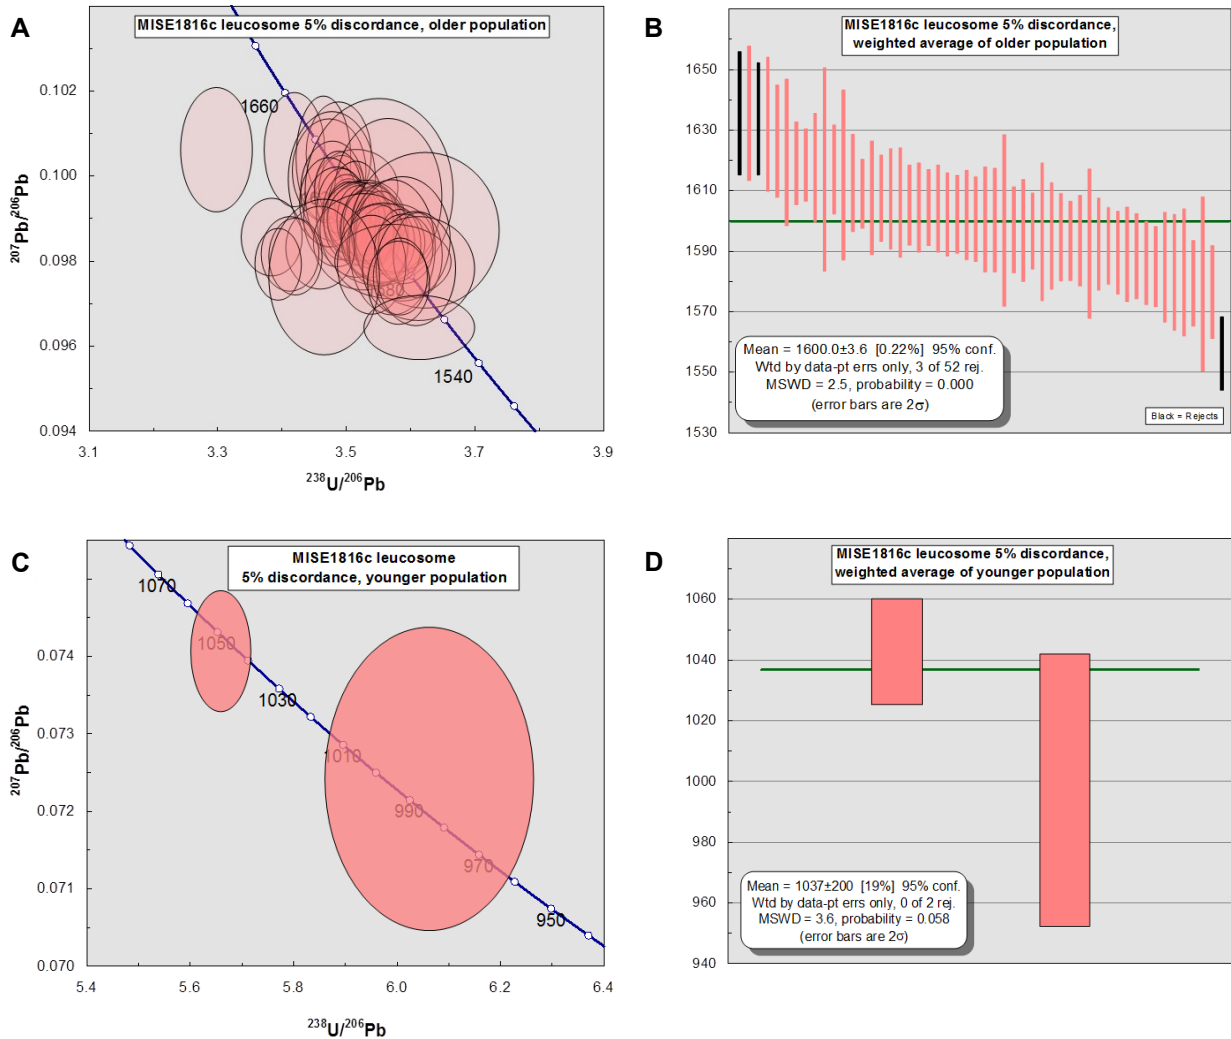 A
MISE1816c leucosome 5% discordance, older population
0.102
0.100
0.098
0.096
0.094
1660
1540
3.1
3.3
3.5
3.7
3.9
207Pb/206Pb
238U/206Pb
B
MISE1816c leucosome 5% discordance,
weighted average of older population
1650
1630
1610
1590
1570
1550
1530
Mean = 1600.0±3.6 [0.22%] 95% conf.
Wtd by data-pt errs only, 3 of 52 rej.
MSWD = 2.5, probability = 0.000
(error bars are 2σ)
Black = Rejects
C
MISE1816c leucosome
5% discordance, younger population
0.074
0.073
0.072
0.071
0.070
1070
1050
1030
1010
990
970
950
5.4
5.6
5.8
6.0
6.2
6.4
207Pb/206Pb
238U/206Pb
D
MISE1816c leucosome 5% discordance,
weighted average of younger population
1060
1040
1020
1000
980
960
940
Mean = 1037±200 [19%] 95% conf.
Wtd by data-pt errs only, 0 of 2 rej.
MSWD = 3.6, probability = 0.058
(error bars are 2σ)